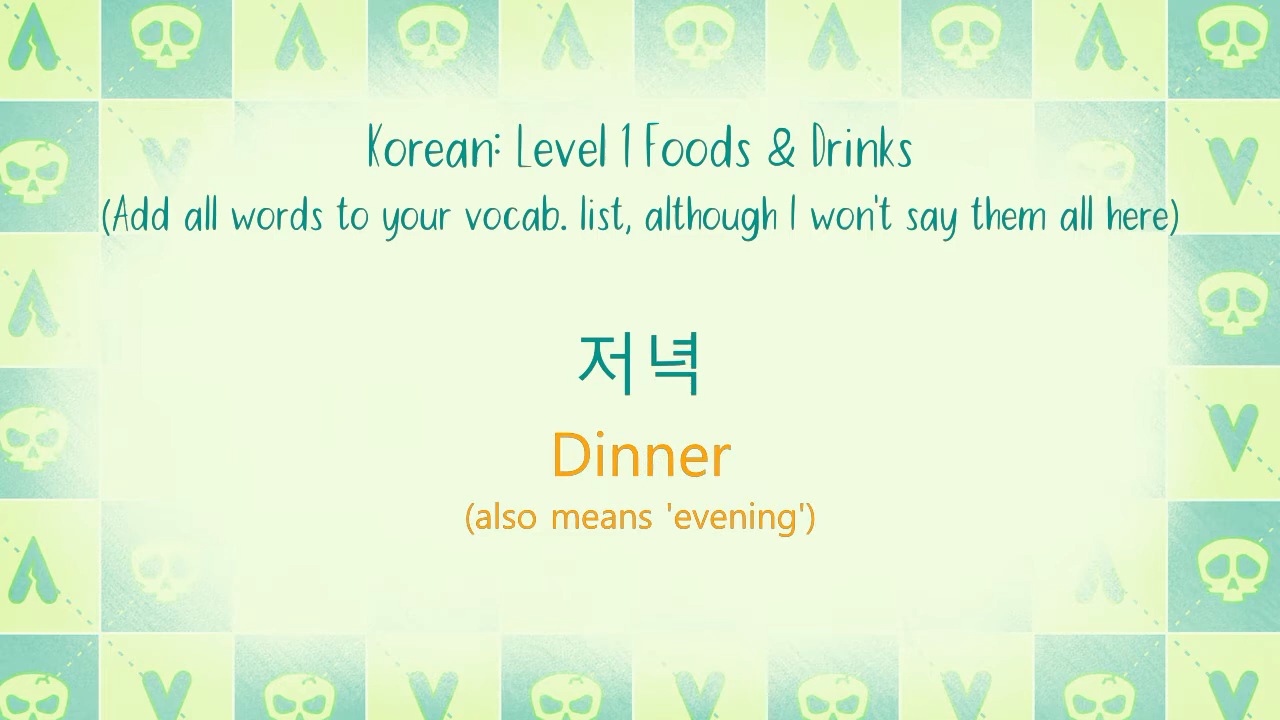 Korean: Level 1 Foods & Drinks
(Add all words to your vocab. list, although I won't say them all here)
저녁
Dinner
(also means 'evening')